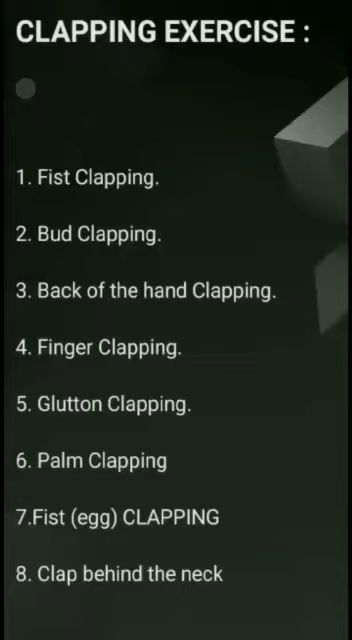 CLAPPING EXERCISE :
1. Fist Clapping.
2. Bud Clapping.
3. Back of the hand Clapping.
4. Finger Clapping.
5. Glutton Clapping.
6. Palm Clapping
7.Fist (egg) CLAPPING
8. Clap behind the neck